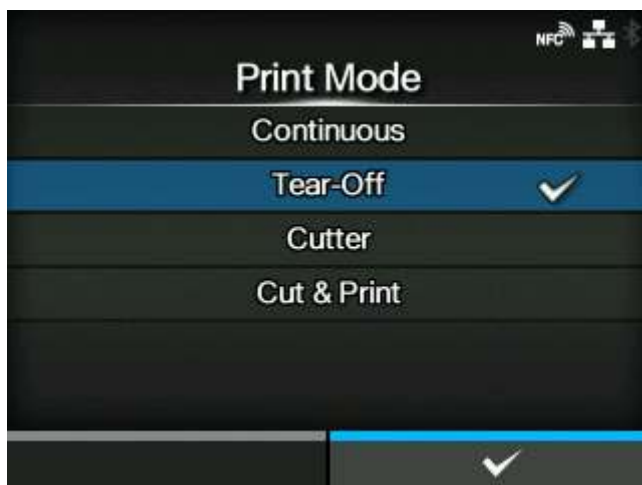 NFC
Print Mode
Continuous
Tear-Off
Cutter
Cut & Print